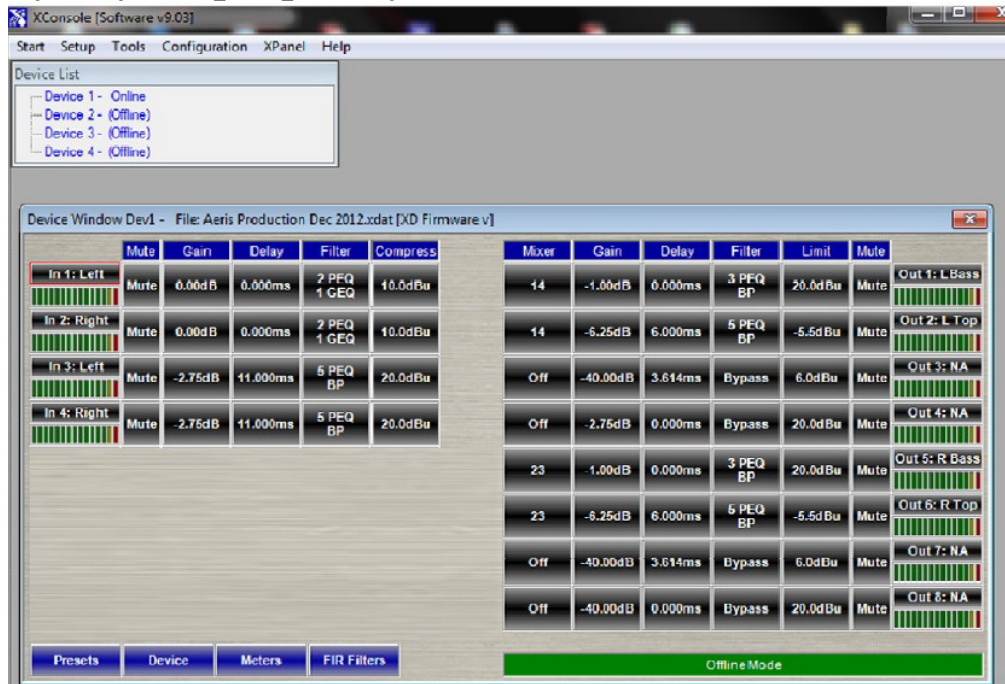 XConsole [Software v9.03]
Start Setup Tools Configuration XPanel Help
Device List
Device 1 - Online
Device 2 - (Offline)
Device 3 - (Offline)
Device 4 - (Offline)
Device Window Dev1 - File: Aeris Production Dec 2012.xdat [XD Firmware v]
Mute Gain Delay Filter Compress Mixer Gain Delay Filter Limit Mute
In 1: Left Mute 0.00dB 0.000ms 2 PEQ 1 GEQ 10.0dBu 14 -1.00dB 0.000ms 3 PEQ BP 20.0dBu Mute Out 1: LBass
In 2: Right Mute 0.00dB 0.000ms 2 PEQ 1 GEQ 10.0dBu 14 -6.25dB 6.000ms 5 PEQ BP -5.5dBu Mute Out 2: L Top
In 3: Left Mute -2.75dB 11.000ms 5 PEQ BP 20.0dBu Off -40.00dB 3.614ms Bypass 6.0dBu Mute Out 3: NA
In 4: Right Mute -2.75dB 11.000ms 5 PEQ BP 20.0dBu Off -2.75dB 0.000ms Bypass 20.0dBu Mute Out 4: NA
23 -1.00dB 0.000ms 3 PEQ BP 20.0dBu Mute Out 5: R Bass
23 -6.25dB 6.000ms 5 PEQ BP -5.5dBu Mute Out 6: R Top
Off -40.00dB 3.614ms Bypass 6.0dBu Mute Out 7: NA
Off -40.00dB 0.000ms Bypass 20.0dBu Mute Out 8: NA
Presets Device Meters FIR Filters Offline Mode